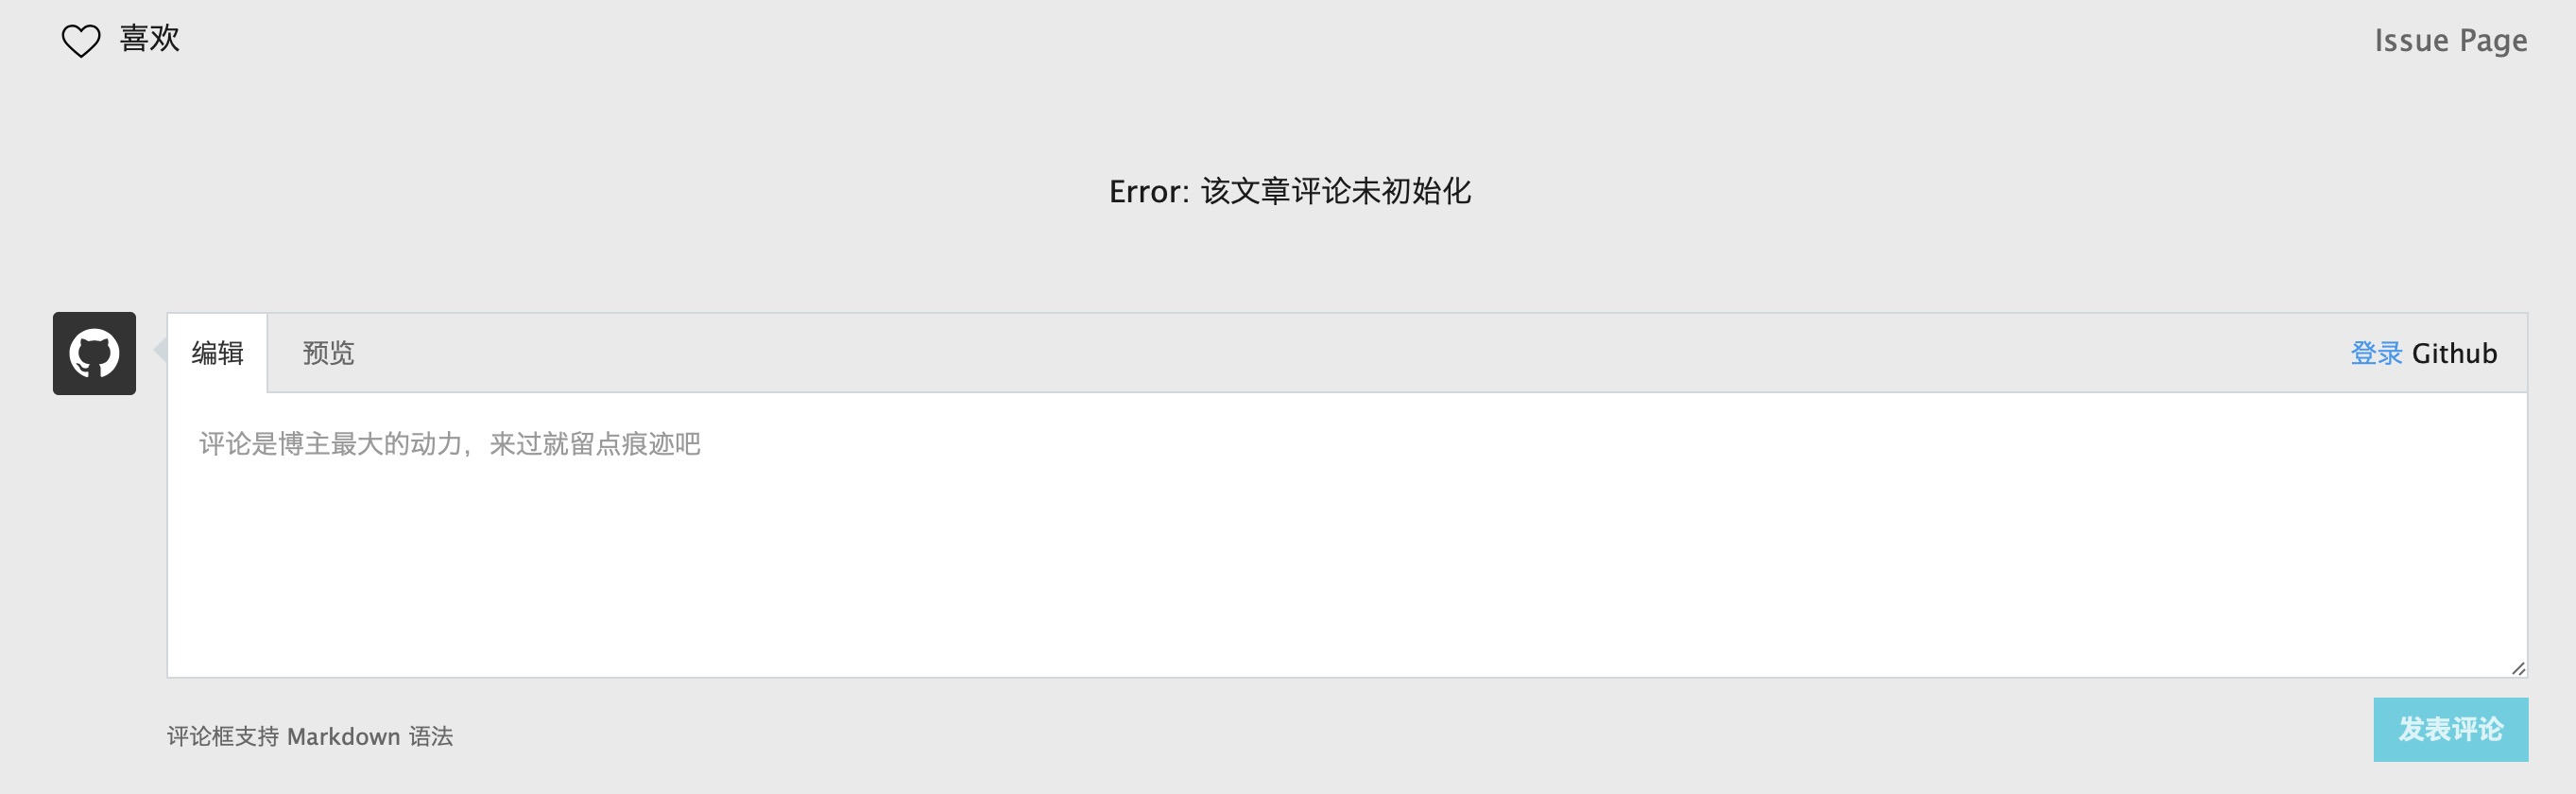 喜欢
Issue Page
Error: 该文章评论未初始化
编辑 预览 登录 Github
评论是博主最大的动力，来过就留点痕迹吧
评论框支持 Markdown 语法
发表评论